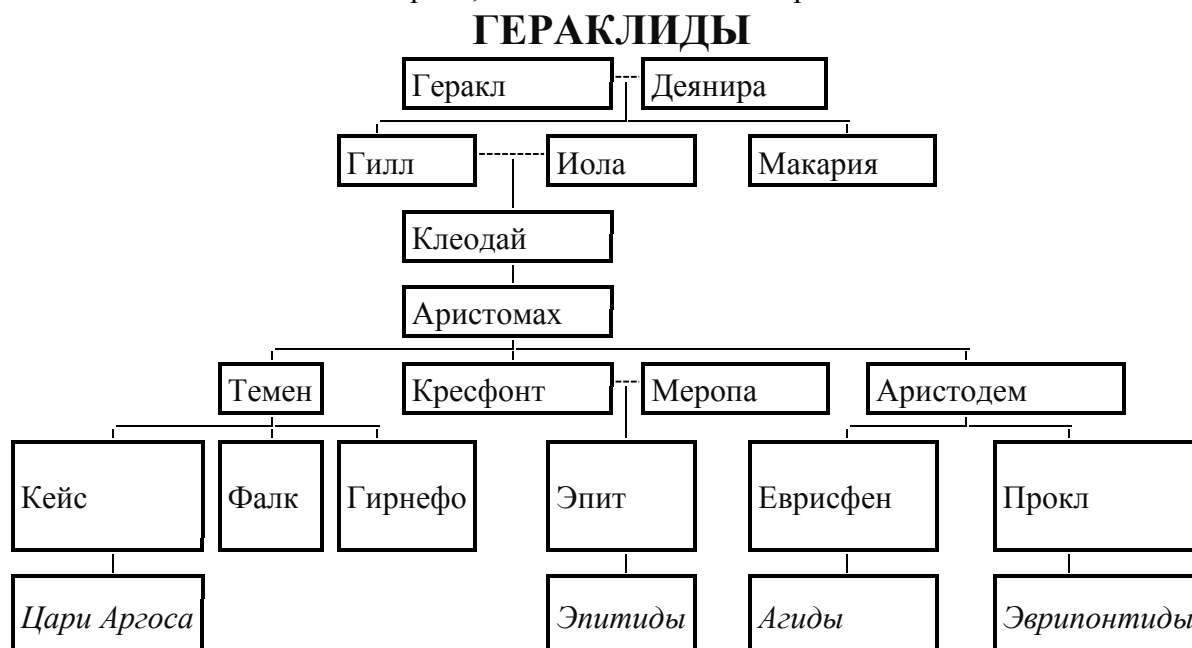 ГЕРАКЛИДЫ
Геракл Деянира
Гилл Иола Макария
Клеодай
Аристомах
Темен Кресфонт Меропа Аристодем
Кейс Фалк Гирнефо Эпит Еврисфен Прокл
Цари Аргоса Эпитиды Агиды Эврипонтиды